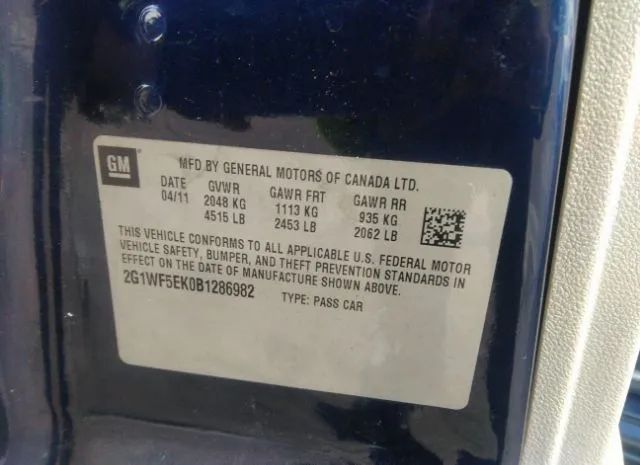 GM
MFD BY GENERAL MOTORS OF CANADA LTD.
DATE GVWR GAWR FRT GAWR RR
04/11 2048 KG 1113 KG 935 KG
4515 LB 2453 LB 2062 LB
THIS VEHICLE CONFORMS TO ALL APPLICABLE U.S. FEDERAL MOTOR
VEHICLE SAFETY, BUMPER, AND THEFT PREVENTION STANDARDS IN
EFFECT ON THE DATE OF MANUFACTURE SHOWN ABOVE.
2G1WF5EK0B1286982 TYPE: PASS CAR